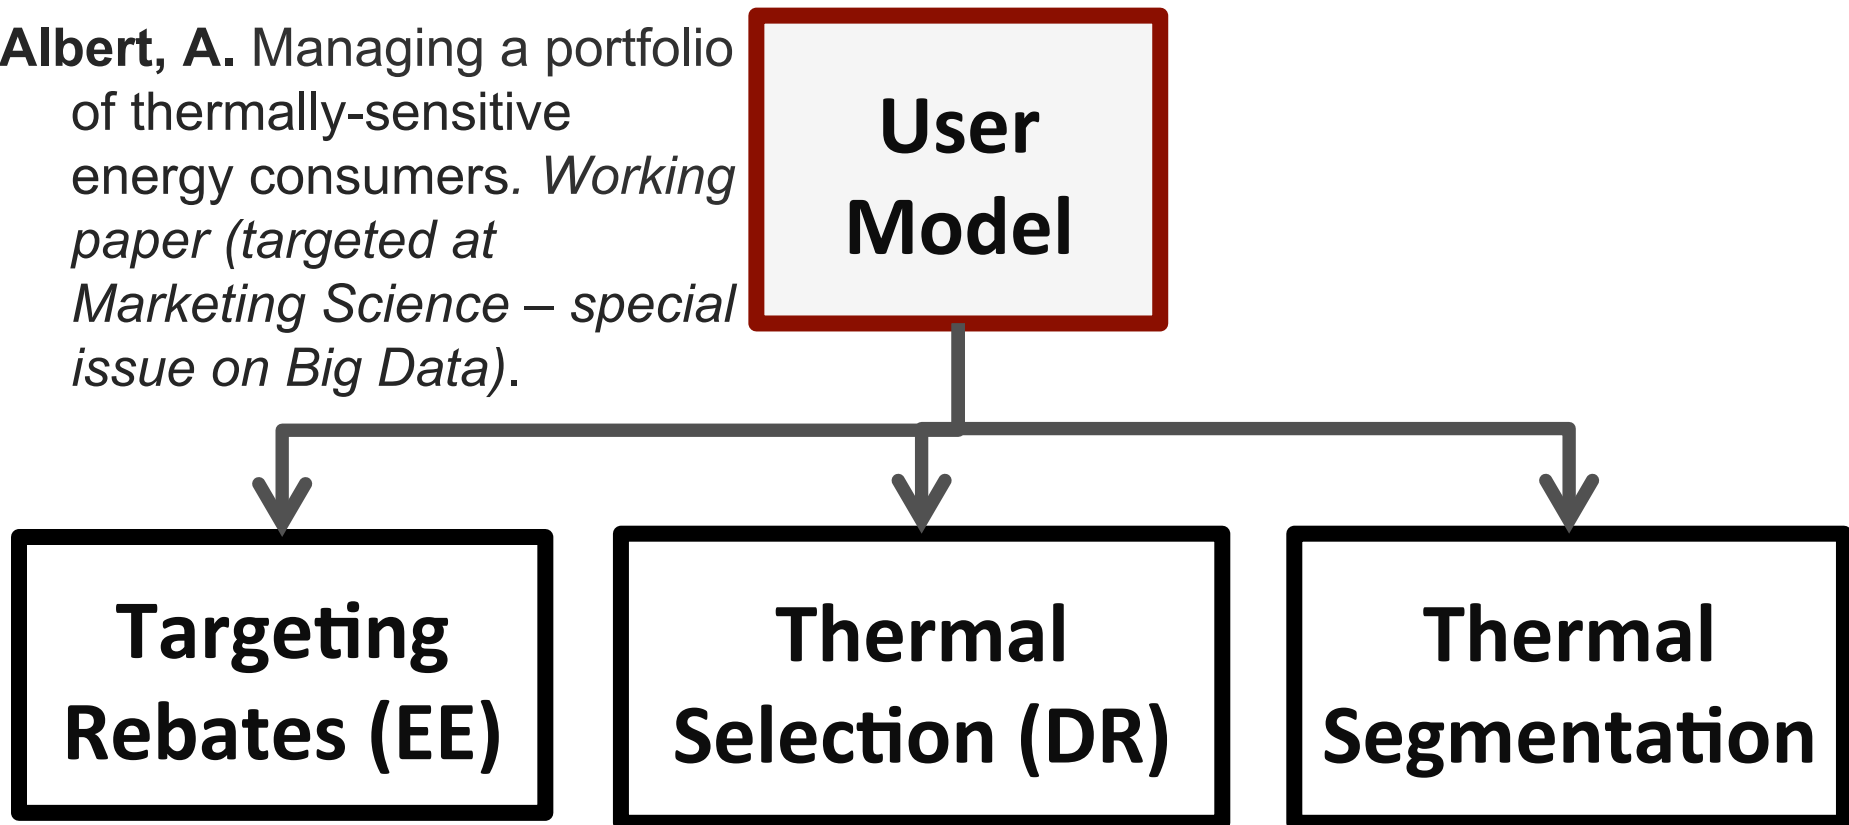 Albert, A. Managing a portfolio
of thermally-sensitive
energy consumers. Working
paper (targeted at
Marketing Science – special
issue on Big Data).
User
Model
Targeting
Rebates (EE)
Thermal
Selection (DR)
Thermal
Segmentation